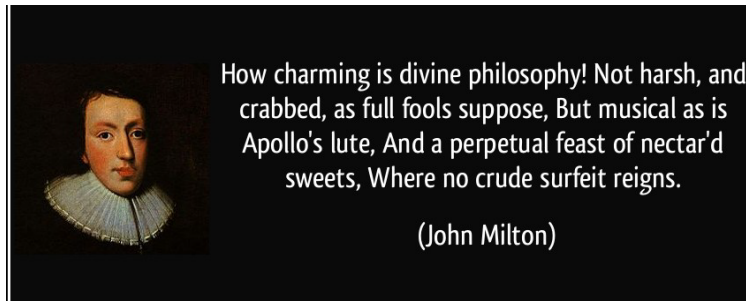 How charming is divine philosophy! Not harsh, and
crabbed, as full fools suppose, But musical as is
Apollo's lute, And a perpetual feast of nectar'd
sweets, Where no crude surfeit reigns.
(John Milton)